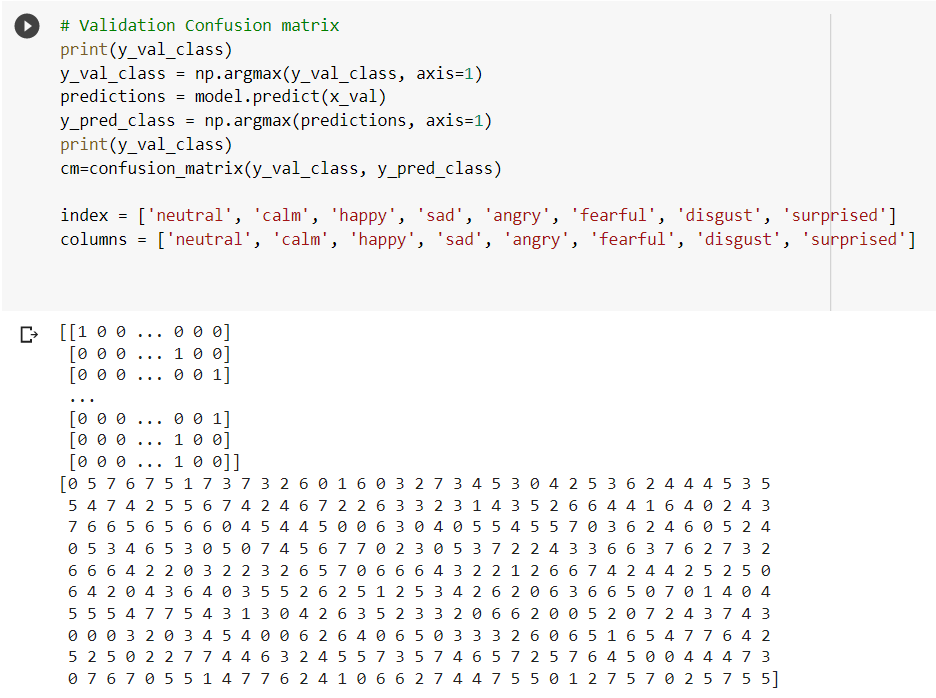 # Validation Confusion matrix
print(y_val_class)
y_val_class = np.argmax(y_val_class, axis=1)
predictions = model.predict(x_val)
y_pred_class = np.argmax(predictions, axis=1)
print(y_val_class)
cm=confusion_matrix(y_val_class, y_pred_class)
index = ['neutral', 'calm', 'happy', 'sad', 'angry', 'fearful', 'disgust', 'surprised']
columns = ['neutral', 'calm', 'happy', 'sad', 'angry', 'fearful', 'disgust', 'surprised']
[[1 0 0 ... 0 0 0]
[0 0 0 ... 1 0 0]
[0 0 0 ... 0 0 1]
...
[0 0 0 ... 0 0 1]
[0 0 0 ... 1 0 0]
[0 0 0 ... 1 0 0]]
[0 5 7 6 7 5 1 7 3 7 3 2 6 0 1 6 0 3 2 7 3 4 5 3 0 4 2 5 3 6 2 4 4 4 5 3 5
5 4 7 4 2 5 5 6 7 4 2 4 6 7 2 2 6 3 3 2 3 1 4 3 5 2 6 6 4 4 1 6 4 0 2 4 3
7 6 6 5 6 5 6 6 0 4 5 4 4 5 0 0 6 3 0 4 0 5 5 4 5 5 7 0 3 6 2 4 6 0 5 2 4
0 5 3 4 6 5 3 0 5 0 7 4 5 6 7 7 0 2 3 0 5 3 7 2 2 4 3 3 6 6 3 7 6 2 7 3 2
6 6 6 4 2 2 0 3 2 2 3 2 6 5 7 0 6 6 6 4 3 2 2 1 2 6 6 7 4 2 4 4 2 5 2 5 0
6 4 2 0 4 3 6 4 0 3 5 5 2 6 2 5 1 2 5 3 4 2 6 2 0 6 3 6 6 5 0 7 0 1 4 0 4
5 5 5 4 7 7 5 4 3 1 3 0 4 2 6 3 5 2 3 3 2 0 6 6 2 0 0 5 2 0 7 2 4 3 7 4 3
0 0 0 3 2 0 3 4 5 4 0 0 6 2 6 4 0 6 5 0 3 3 3 2 6 0 6 5 1 6 5 4 7 7 6 4 2
5 2 5 0 2 2 7 7 4 4 6 3 2 4 5 5 7 3 5 7 4 6 5 7 2 5 7 6 4 5 0 0 4 4 4 7 3
0 7 6 7 0 5 5 1 4 7 7 6 2 4 1 0 6 6 2 7 4 4 7 5 5 0 1 2 7 5 7 0 2 5 7 5 5]